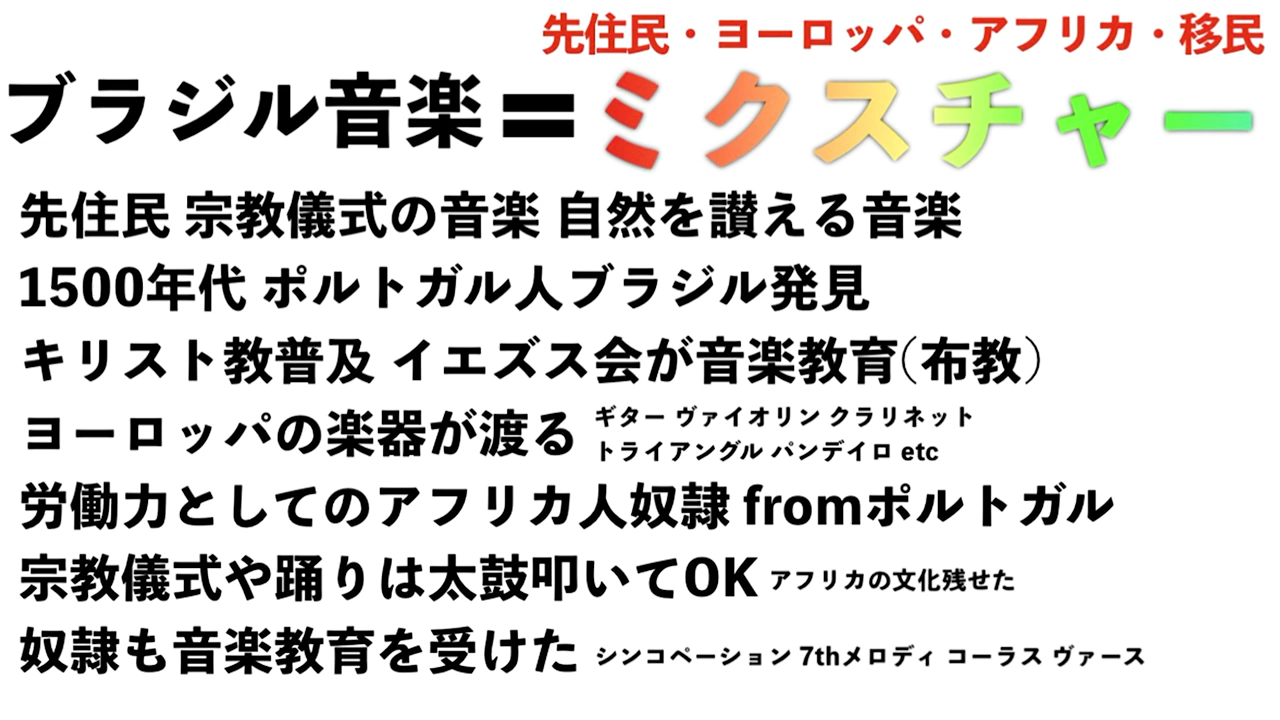 先住民・ヨーロッパ・アフリカ・移民
ブラジル音楽=ミクスチャー
先住民 宗教儀式の音楽 自然を讃える音楽
1500年代 ポルトガル人ブラジル発見
キリスト教普及 イエズス会が音楽教育(布教)
ヨーロッパの楽器が渡る
ギター ヴァイオリン クラリネット
トライアングル パンデイロ etc
労働力としてのアフリカ人奴隷 fromポルトガル
宗教儀式や踊りは太鼓叩いてOK アフリカの文化残せた
奴隷も音楽教育を受けた シンコペーション 7thメロディ コーラス ヴァース